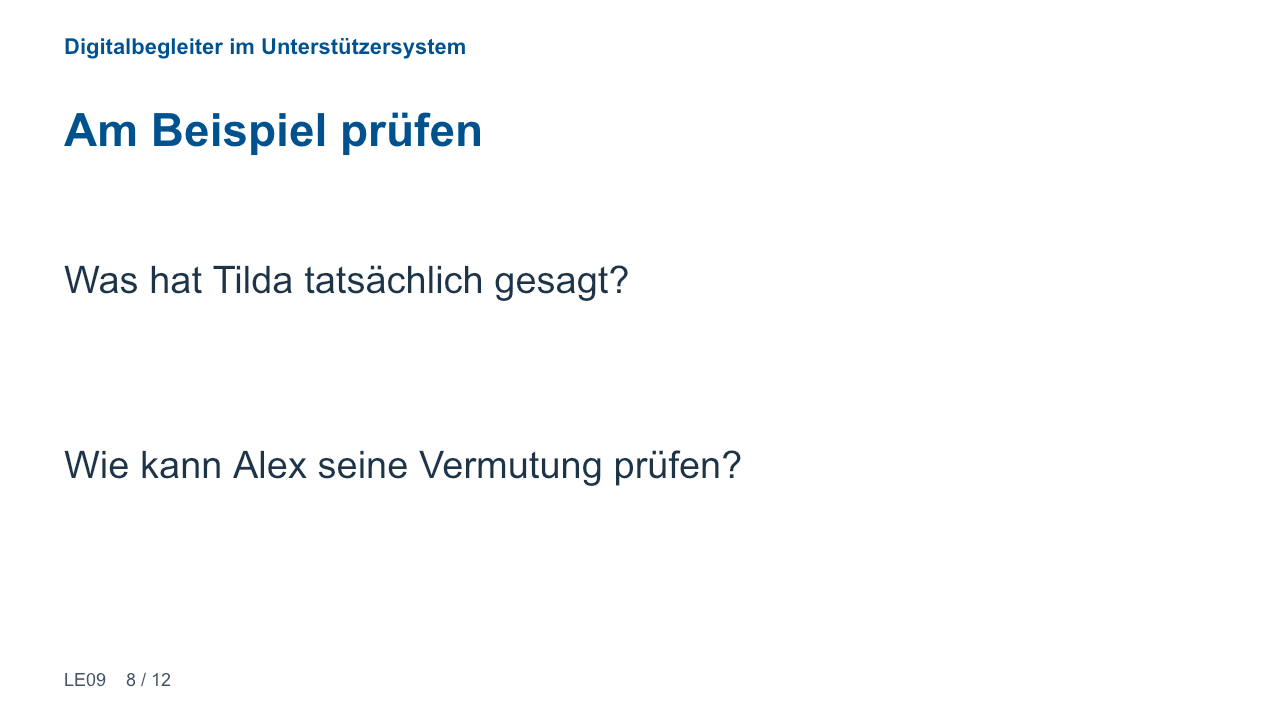 Digitalbegleiter im Unterstützersystem
Am Beispiel prüfen
Was hat Tilda tatsächlich gesagt?
Wie kann Alex seine Vermutung prüfen?
LE09 8 / 12